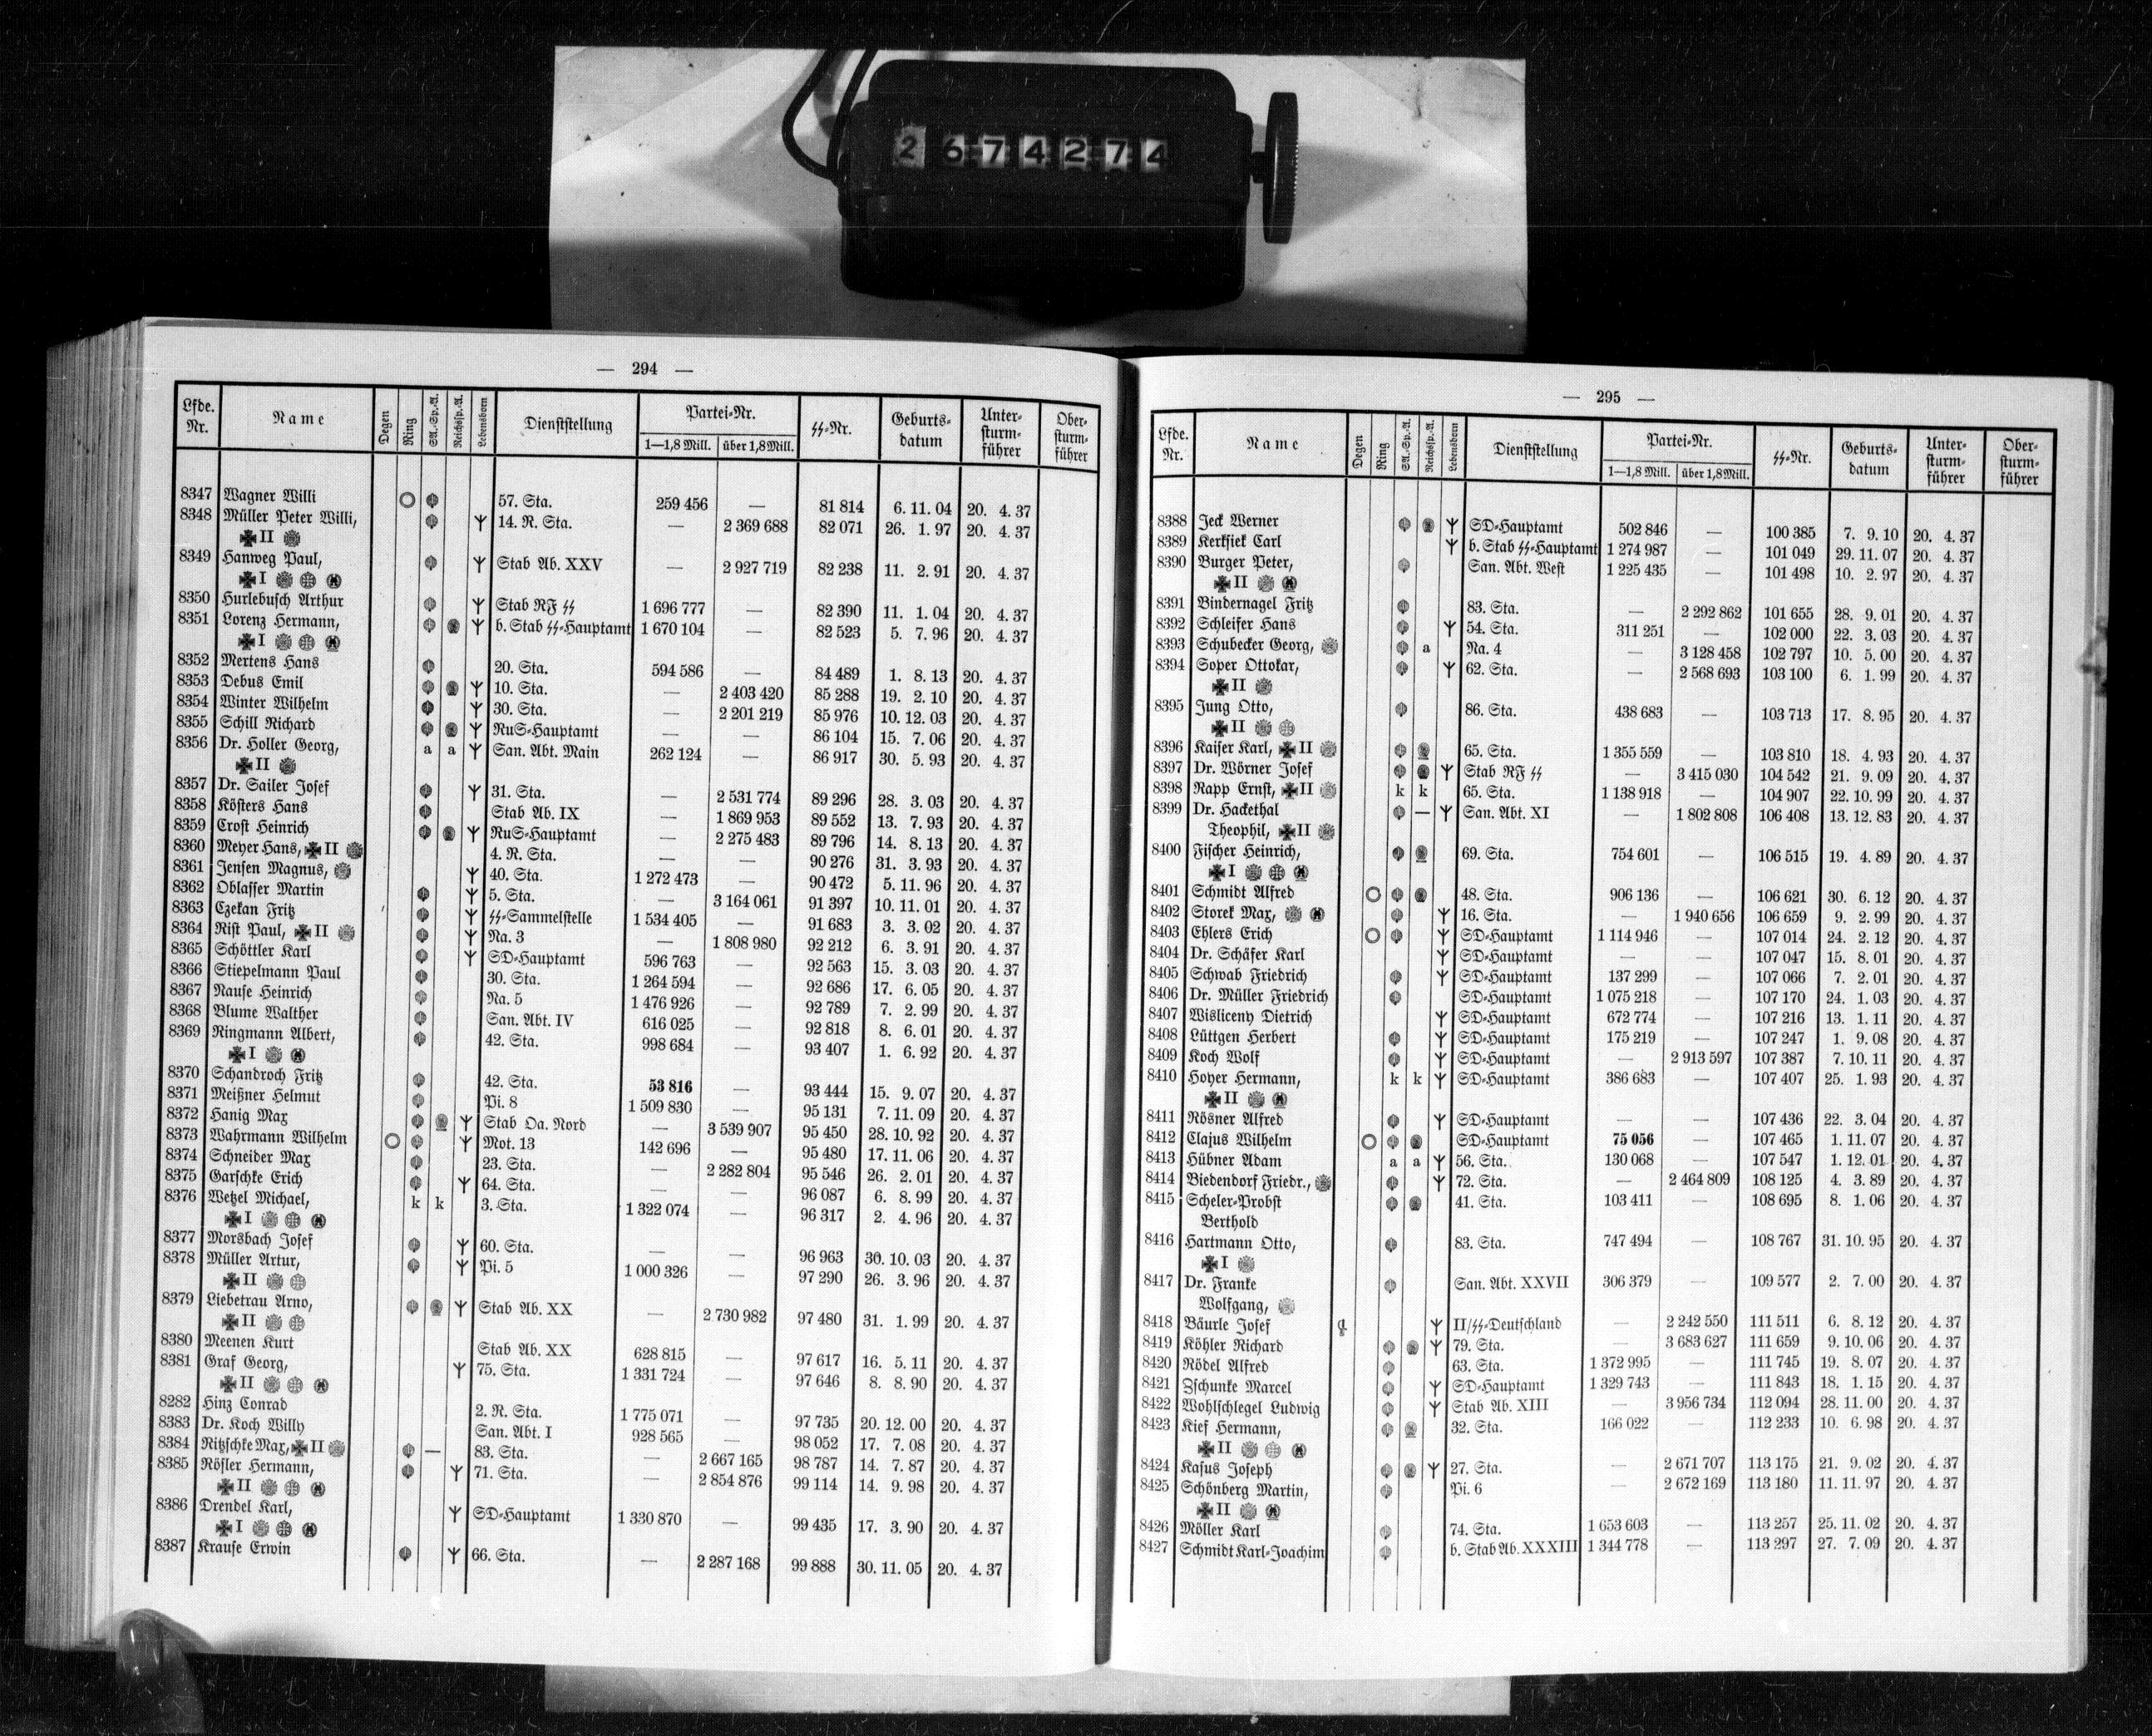 2674274
— 294 —
Lfde. Nr. Name Degen Ring SA.-Sp.-A. Reichssp.-A. Lebensborn Dienststellung Partei-Nr. 1—1,8 Mill. über 1,8 Mill. ᛋᛋ-Nr. Geburts-datum Unter-sturm-führer Ober-sturm-führer
8347 Wagner Willi 57. Sta. 259 456 — 81 814 6. 11. 04 20. 4. 37
8348 Müller Peter Willi, 14. R. Sta. — 2 369 688 82 071 26. 1. 97 20. 4. 37
II
8349 Hanweg Paul, Stab Ab. XXV — 2 927 719 82 238 11. 2. 91 20. 4. 37
I
8350 Hurlebusch Arthur Stab RF ᛋᛋ 1 696 777 — 82 390 11. 1. 04 20. 4. 37
8351 Lorenz Hermann, b. Stab ᛋᛋ-Hauptamt 1 670 104 — 82 523 5. 7. 96 20. 4. 37
I
8352 Mertens Hans 20. Sta. 594 586 — 84 489 1. 8. 13 20. 4. 37
8353 Debus Emil 10. Sta. — 2 403 420 85 288 19. 2. 10 20. 4. 37
8354 Winter Wilhelm 30. Sta. — 2 201 219 85 976 10. 12. 03 20. 4. 37
8355 Schill Richard RuS-Hauptamt — — 86 104 15. 7. 06 20. 4. 37
8356 Dr. Holler Georg, a a San. Abt. Main 262 124 — 86 917 30. 5. 93 20. 4. 37
II
8357 Dr. Sailer Josef 31. Sta. — 2 531 774 89 296 28. 3. 03 20. 4. 37
8358 Kösters Hans Stab Ab. IX — 1 869 953 89 552 13. 7. 93 20. 4. 37
8359 Crost Heinrich RuS-Hauptamt — 2 275 483 89 796 14. 8. 13 20. 4. 37
8360 Meyer Hans, II 4. R. Sta. — — 90 276 31. 3. 93 20. 4. 37
8361 Jensen Magnus, 40. Sta. 1 272 473 — 90 472 5. 11. 96 20. 4. 37
8362 Oblasser Martin 5. Sta. — 3 164 061 91 397 10. 11. 01 20. 4. 37
8363 Czekan Fritz ᛋᛋ-Sammelstelle 1 534 405 — 91 683 3. 3. 02 20. 4. 37
8364 Rist Paul, II Na. 3 — 1 808 980 92 212 6. 3. 91 20. 4. 37
8365 Schöttler Karl SD-Hauptamt 596 763 — 92 563 15. 3. 03 20. 4. 37
8366 Stiepelmann Paul 30. Sta. 1 264 594 — 92 686 17. 6. 05 20. 4. 37
8367 Nause Heinrich Na. 5 1 476 926 — 92 789 7. 2. 99 20. 4. 37
8368 Blume Walther San. Abt. IV 616 025 — 92 818 8. 6. 01 20. 4. 37
8369 Ringmann Albert, 42. Sta. 998 684 — 93 407 1. 6. 92 20. 4. 37
I
8370 Schandroch Fritz 42. Sta. 53 816 — 93 444 15. 9. 07 20. 4. 37
8371 Meißner Helmut Pi. 8 1 509 830 — 95 131 7. 11. 09 20. 4. 37
8372 Hanig Max Stab Oa. Nord — 3 539 907 95 450 28. 10. 92 20. 4. 37
8373 Wahrmann Wilhelm Mot. 13 142 696 — 95 480 17. 11. 06 20. 4. 37
8374 Schneider Max 23. Sta. — 2 282 804 95 546 26. 2. 01 20. 4. 37
8375 Garschke Erich 64. Sta. — — 96 087 6. 8. 99 20. 4. 37
8376 Wetzel Michael, k k 3. Sta. 1 322 074 — 96 317 2. 4. 96 20. 4. 37
I
8377 Morsbach Josef 60. Sta. — — 96 963 30. 10. 03 20. 4. 37
8378 Müller Artur, Pi. 5 1 000 326 — 97 290 26. 3. 96 20. 4. 37
II
8379 Liebetrau Arno, Stab Ab. XX — 2 730 982 97 480 31. 1. 99 20. 4. 37
II
8380 Meenen Kurt Stab Ab. XX 628 815 — 97 617 16. 5. 11 20. 4. 37
8381 Graf Georg, 75. Sta. 1 331 724 — 97 646 8. 8. 90 20. 4. 37
II
8282 Hinz Conrad 2. R. Sta. 1 775 071 — 97 735 20. 12. 00 20. 4. 37
8383 Dr. Koch Willy San. Abt. I 928 565 — 98 052 17. 7. 08 20. 4. 37
8384 Nitzschke Max, II — 83. Sta. — 2 667 165 98 787 14. 7. 87 20. 4. 37
8385 Rösler Hermann, 71. Sta. — 2 854 876 99 114 14. 9. 98 20. 4. 37
II
8386 Drendel Karl, SD-Hauptamt 1 330 870 — 99 435 17. 3. 90 20. 4. 37
I
8387 Krause Erwin 66. Sta. — 2 287 168 99 888 30. 11. 05 20. 4. 37
— 295 —
Lfde. Nr. Name Degen Ring SA.-Sp.-A. Reichssp.-A. Lebensborn Dienststellung Partei-Nr. 1—1,8 Mill. über 1,8 Mill. ᛋᛋ-Nr. Geburts-datum Unter-sturm-führer Ober-sturm-führer
8388 Jeck Werner SD-Hauptamt 502 846 — 100 385 7. 9. 10 20. 4. 37
8389 Kerksiek Carl b. Stab ᛋᛋ-Hauptamt 1 274 987 — 101 049 29. 11. 07 20. 4. 37
8390 Burger Peter, San. Abt. West 1 225 435 — 101 498 10. 2. 97 20. 4. 37
II
8391 Bindernagel Fritz 83. Sta. — 2 292 862 101 655 28. 9. 01 20. 4. 37
8392 Schleifer Hans 54. Sta. 311 251 — 102 000 22. 3. 03 20. 4. 37
8393 Schubecker Georg, a Na. 4 — 3 128 458 102 797 10. 5. 00 20. 4. 37
8394 Soper Ottokar, 62. Sta. — 2 568 693 103 100 6. 1. 99 20. 4. 37
II
8395 Jung Otto, 86. Sta. 438 683 — 103 713 17. 8. 95 20. 4. 37
II
8396 Kaiser Karl, II 65. Sta. 1 355 559 — 103 810 18. 4. 93 20. 4. 37
8397 Dr. Wörner Josef Stab RF ᛋᛋ — 3 415 030 104 542 21. 9. 09 20. 4. 37
8398 Rapp Ernst, II k k 65. Sta. 1 138 918 — 104 907 22. 10. 99 20. 4. 37
8399 Dr. Hackethal — San. Abt. XI — 1 802 808 106 408 13. 12. 83 20. 4. 37
Theophil, II
8400 Fischer Heinrich, 69. Sta. 754 601 — 106 515 19. 4. 89 20. 4. 37
I
8401 Schmidt Alfred 48. Sta. 906 136 — 106 621 30. 6. 12 20. 4. 37
8402 Storek Max, 16. Sta. — 1 940 656 106 659 9. 2. 99 20. 4. 37
8403 Ehlers Erich SD-Hauptamt 1 114 946 — 107 014 24. 2. 12 20. 4. 37
8404 Dr. Schäfer Karl SD-Hauptamt — — 107 047 15. 8. 01 20. 4. 37
8405 Schwab Friedrich SD-Hauptamt 137 299 — 107 066 7. 2. 01 20. 4. 37
8406 Dr. Müller Friedrich SD-Hauptamt 1 075 218 — 107 170 24. 1. 03 20. 4. 37
8407 Wisliceny Dietrich SD-Hauptamt 672 774 — 107 216 13. 1. 11 20. 4. 37
8408 Lüttgen Herbert SD-Hauptamt 175 219 — 107 247 1. 9. 08 20. 4. 37
8409 Koch Wolf SD-Hauptamt — 2 913 597 107 387 7. 10. 11 20. 4. 37
8410 Hoyer Hermann, k k SD-Hauptamt 386 683 — 107 407 25. 1. 93 20. 4. 37
II
8411 Rösner Alfred SD-Hauptamt — — 107 436 22. 3. 04 20. 4. 37
8412 Clajus Wilhelm SD-Hauptamt 75 056 — 107 465 1. 11. 07 20. 4. 37
8413 Hübner Adam a a 56. Sta. 130 068 — 107 547 1. 12. 01 20. 4. 37
8414 Biedendorf Friedr., 72. Sta. — 2 464 809 108 125 4. 3. 89 20. 4. 37
8415 Scheler-Probst 41. Sta. 103 411 — 108 695 8. 1. 06 20. 4. 37
Berthold
8416 Hartmann Otto, 83. Sta. 747 494 — 108 767 31. 10. 95 20. 4. 37
I
8417 Dr. Franke San. Abt. XXVII 306 379 — 109 577 2. 7. 00 20. 4. 37
Wolfgang,
8418 Bäurle Josef II/ᛋᛋ-Deutschland — 2 242 550 111 511 6. 8. 12 20. 4. 37
8419 Köhler Richard 79. Sta. — 3 683 627 111 659 9. 10. 06 20. 4. 37
8420 Rödel Alfred 63. Sta. 1 372 995 — 111 745 19. 8. 07 20. 4. 37
8421 Zschunke Marcel SD-Hauptamt 1 329 743 — 111 843 18. 1. 15 20. 4. 37
8422 Wohlschlegel Ludwig Stab Ab. XIII — 3 956 734 112 094 28. 11. 00 20. 4. 37
8423 Kief Hermann, 32. Sta. 166 022 — 112 233 10. 6. 98 20. 4. 37
II
8424 Kasus Joseph 27. Sta. — 2 671 707 113 175 21. 9. 02 20. 4. 37
8425 Schönberg Martin, Pi. 6 — 2 672 169 113 180 11. 11. 97 20. 4. 37
II
8426 Möller Karl 74. Sta. 1 653 603 — 113 257 25. 11. 02 20. 4. 37
8427 Schmidt Karl-Joachim b. Stab Ab. XXXIII 1 344 778 — 113 297 27. 7. 09 20. 4. 37